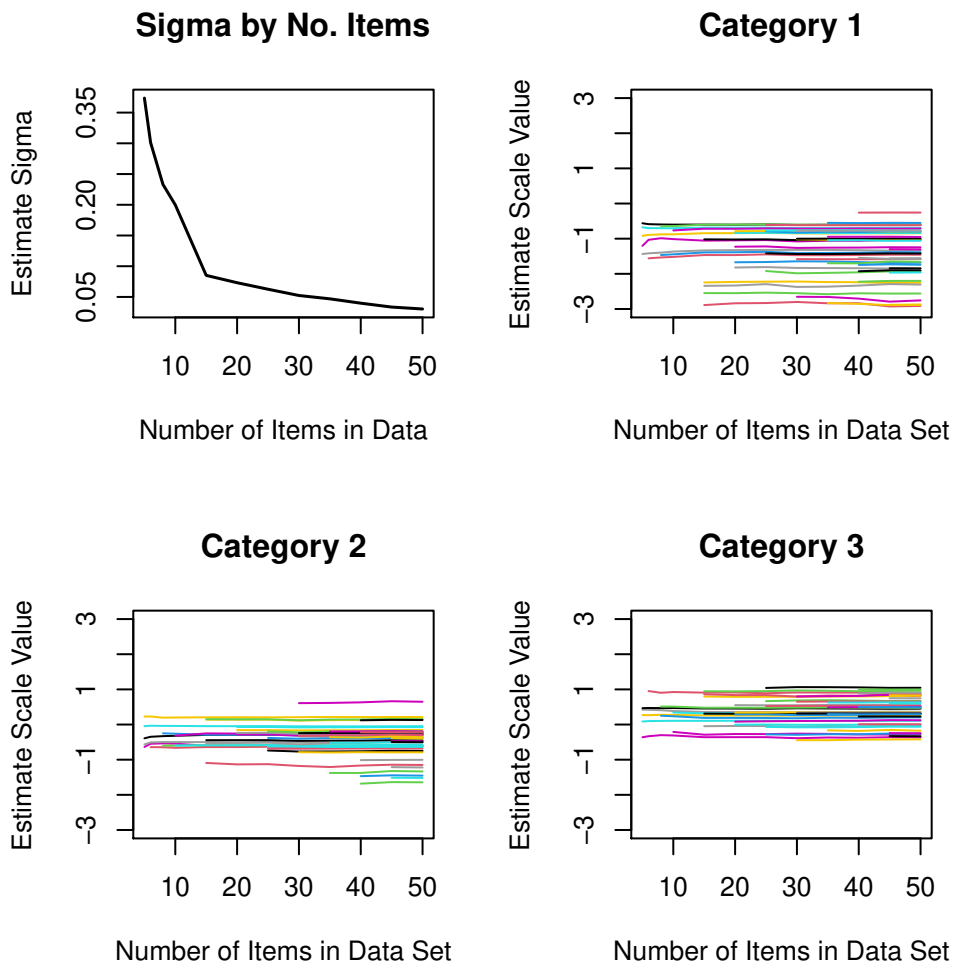 Sigma by No. Items
Estimate Sigma
0.35
0.20
0.05
10 20 30 40 50
Number of Items in Data
Category 1
Estimate Scale Value
3
1
−1
−3
10 20 30 40 50
Number of Items in Data Set
Category 2
Estimate Scale Value
3
1
−1
−3
10 20 30 40 50
Number of Items in Data Set
Category 3
Estimate Scale Value
3
1
−1
−3
10 20 30 40 50
Number of Items in Data Set